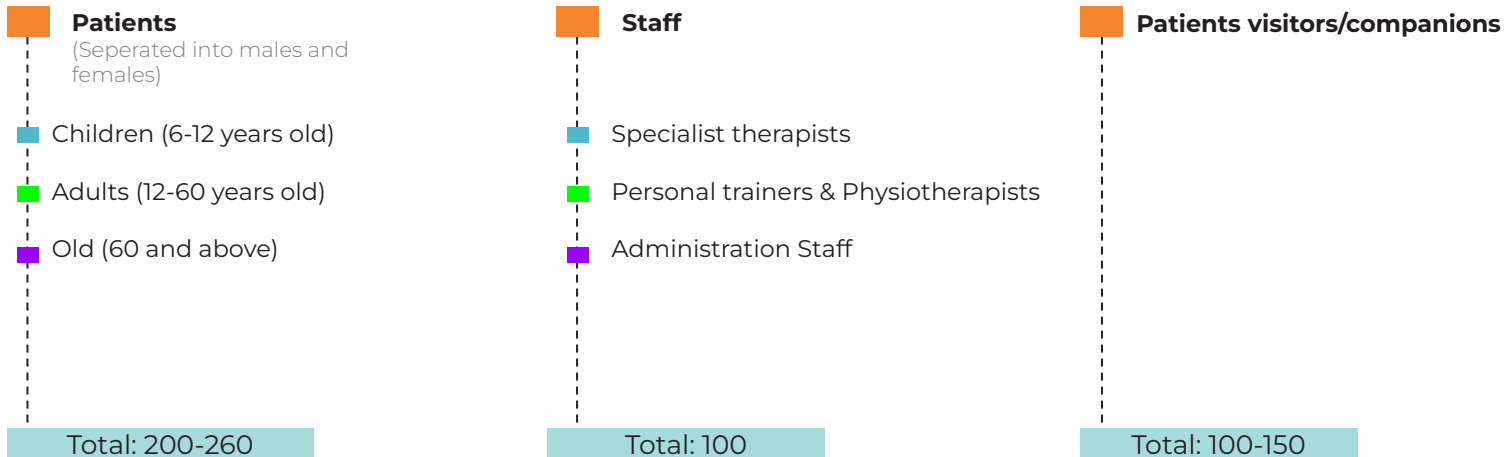 Patients
(Seperated into males and
females)
Children (6-12 years old)
Adults (12-60 years old)
Old (60 and above)
Total: 200-260
Staff
Specialist therapists
Personal trainers & Physiotherapists
Administration Staff
Total: 100
Patients visitors/companions
Total: 100-150